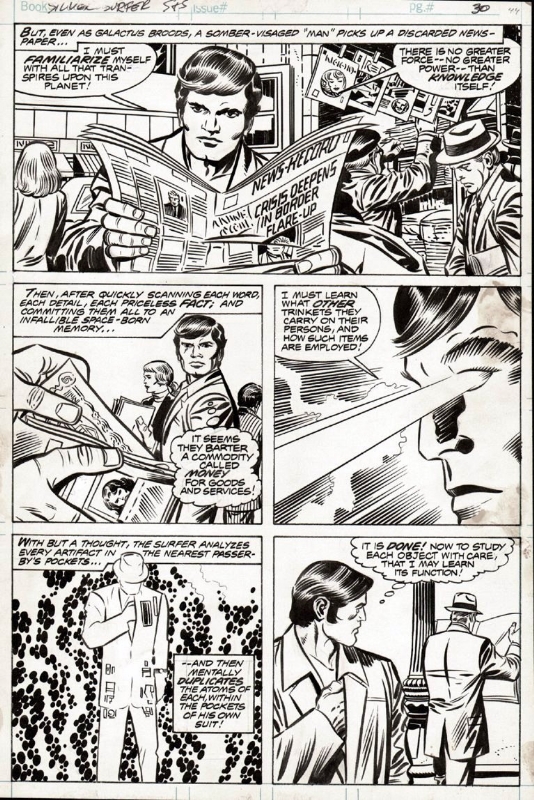 Book SILVER SURFER S&S Issue# Pg.# 30 44
BUT, EVEN AS GALACTUS BROODS, A SOMBER-VISAGED "MAN" PICKS UP A DISCARDED NEWS-
PAPER...
I MUST
FAMILIARIZE MYSELF
WITH ALL THAT TRAN-
SPIRES UPON THIS
PLANET!
THERE IS NO GREATER
FORCE--NO GREATER
POWER--THAN
KNOWLEDGE
ITSELF!
NEWS-RECORD
CRISIS DEEPENS
IN BORDER
FLARE-UP
THEN, AFTER QUICKLY SCANNING EACH WORD,
EACH DETAIL, EACH PRICELESS FACT; AND
COMMITTING THEM ALL TO AN
INFALLIBLE SPACE-BORN
MEMORY...
IT SEEMS
THEY BARTER
A COMMODITY
CALLED
MONEY
FOR GOODS
AND SERVICES!
I MUST LEARN
WHAT OTHER
TRINKETS THEY
CARRY ON THEIR
PERSONS, AND
HOW SUCH ITEMS
ARE EMPLOYED!
WITH BUT A THOUGHT, THE SURFER ANALYZES
EVERY ARTIFACT IN THE NEAREST PASSER-
BY'S POCKETS...
--AND THEN
MENTALLY
DUPLICATES
THE ATOMS OF
EACH, WITHIN
THE POCKETS
OF HIS OWN
SUIT!
IT IS DONE! NOW TO STUDY
EACH OBJECT WITH CARE,
THAT I MAY LEARN
ITS FUNCTION!